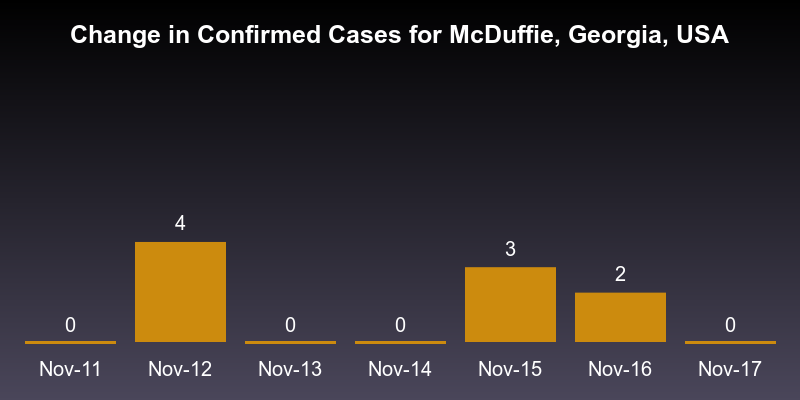 Change in Confirmed Cases for McDuffie, Georgia, USA
0 4 0 0 3 2 0
Nov-11 Nov-12 Nov-13 Nov-14 Nov-15 Nov-16 Nov-17